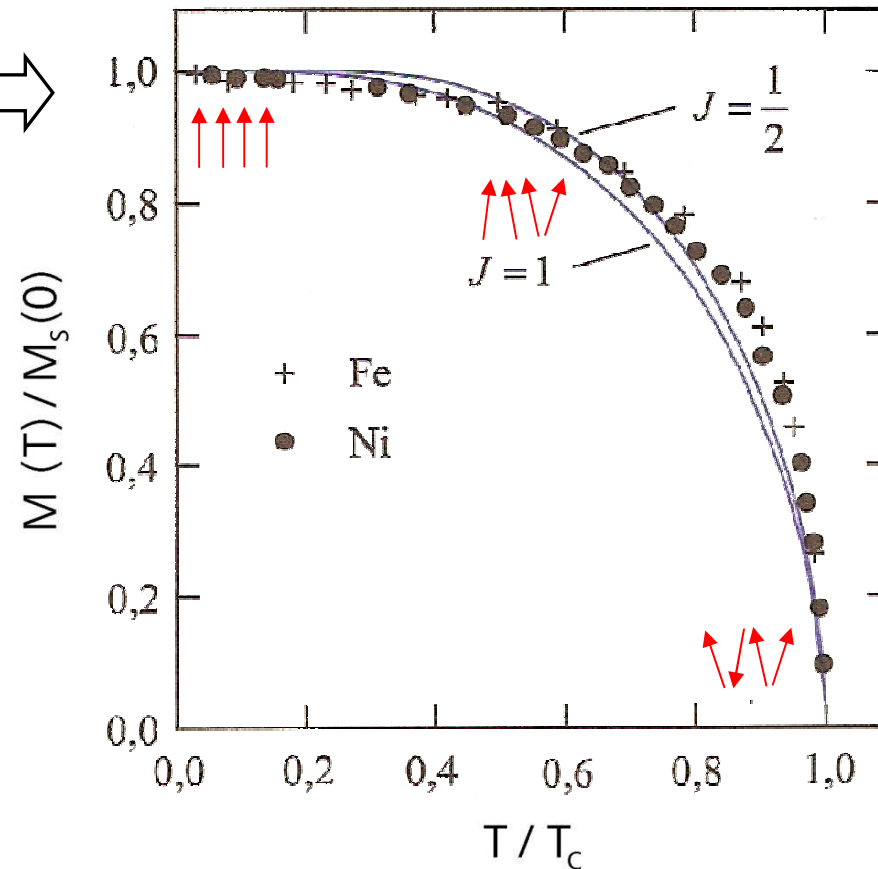 1,0
0,8
0,6
0,4
0,2
0,0
M (T) / M_S(0)
J = 1/2
J = 1
+ Fe
Ni
0,0 0,2 0,4 0,6 0,8 1,0
T / T_C